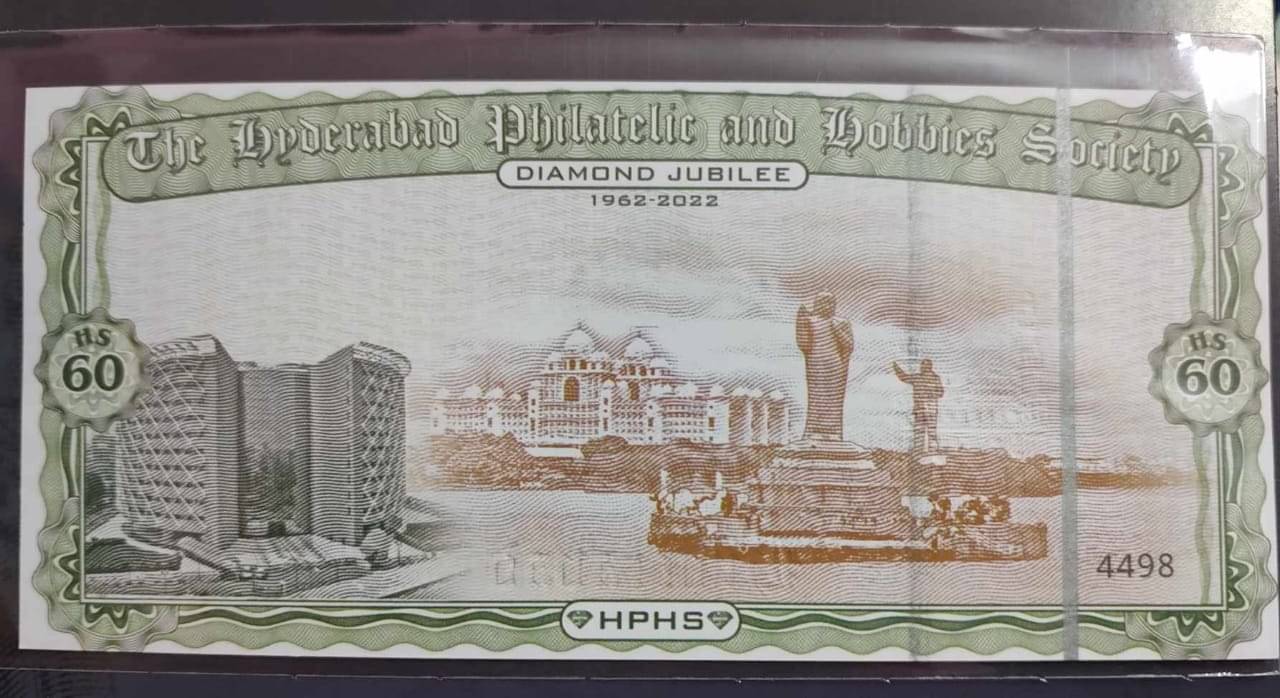 The Hyderabad Philatelic and Hobbies Society
DIAMOND JUBILEE
1962-2022
HS
60
HS
60
4498
HPHS